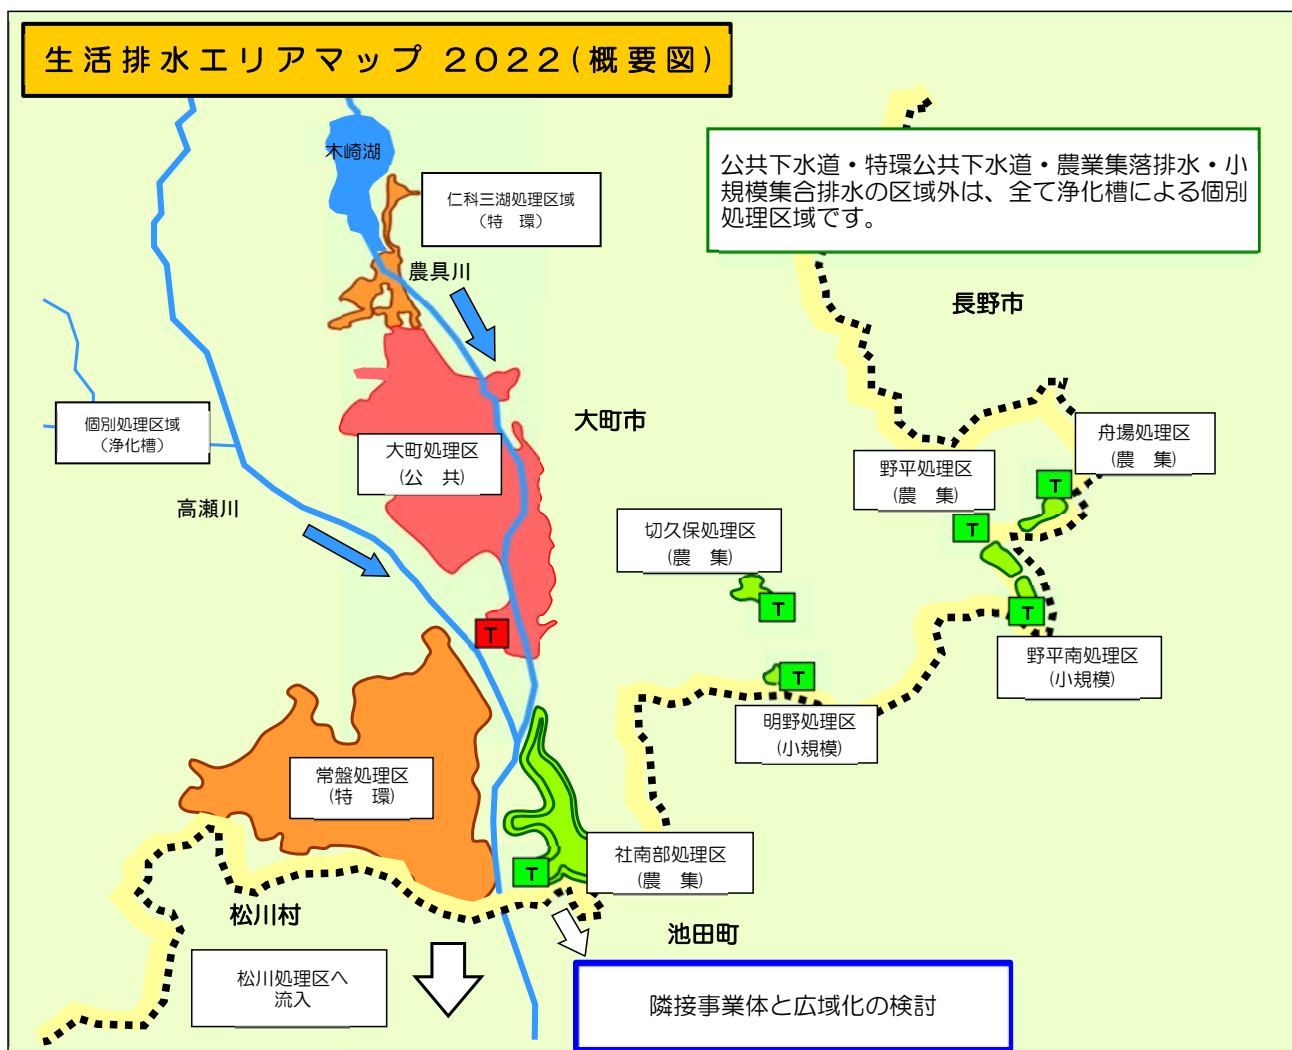 生活排水エリアマップ 2022(概要図)
木崎湖
仁科三湖処理区域
(特 環)
公共下水道・特環公共下水道・農業集落排水・小
規模集合排水の区域外は、全て浄化槽による個別
処理区域です。
農具川
長野市
個別処理区域
(浄化槽)
大町市
大町処理区
(公 共)
舟場処理区
(農 集)
野平処理区
(農 集)
T
T
高瀬川
切久保処理区
(農 集)
T
T
T
野平南処理区
(小規模)
T
明野処理区
(小規模)
常盤処理区
(特 環)
社南部処理区
(農 集)
T
松川村
池田町
松川処理区へ
流入
隣接事業体と広域化の検討